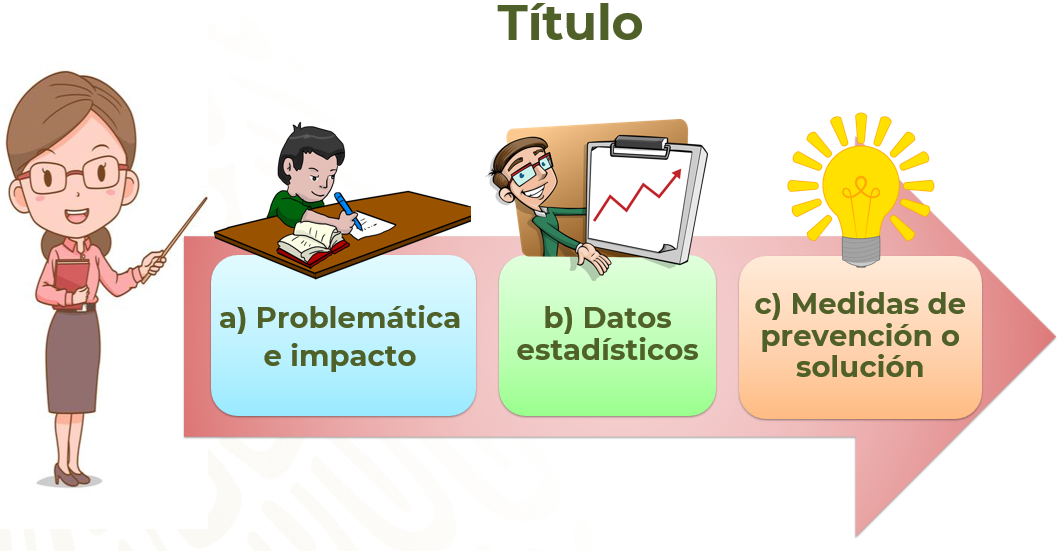 Título
a) Problemática
e impacto
b) Datos
estadísticos
c) Medidas de
prevención o
solución